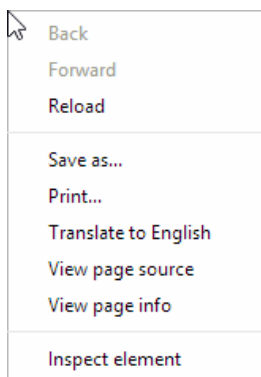 Back
Forward
Reload
Save as...
Print...
Translate to English
View page source
View page info
Inspect element